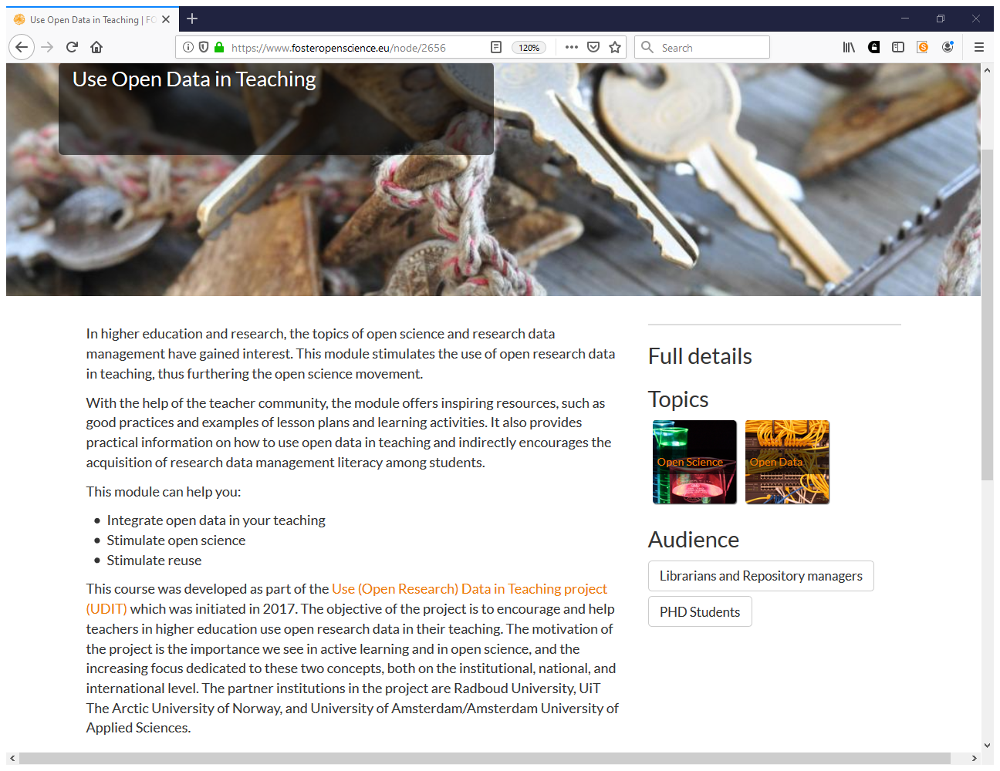 Use Open Data in Teaching | FO
https://www.fosteropenscience.eu/node/2656
120%
Search
Use Open Data in Teaching
In higher education and research, the topics of open science and research data
management have gained interest. This module stimulates the use of open research data
in teaching, thus furthering the open science movement.
With the help of the teacher community, the module offers inspiring resources, such as
good practices and examples of lesson plans and learning activities. It also provides
practical information on how to use open data in teaching and indirectly encourages the
acquisition of research data management literacy among students.
This module can help you:
• Integrate open data in your teaching
• Stimulate open science
• Stimulate reuse
This course was developed as part of the Use (Open Research) Data in Teaching project
(UDIT) which was initiated in 2017. The objective of the project is to encourage and help
teachers in higher education use open research data in their teaching. The motivation of
the project is the importance we see in active learning and in open science, and the
increasing focus dedicated to these two concepts, both on the institutional, national, and
international level. The partner institutions in the project are Radboud University, UiT
The Arctic University of Norway, and University of Amsterdam/Amsterdam University of
Applied Sciences.
Full details
Topics
Open Science
Open Data
Audience
Librarians and Repository managers
PHD Students